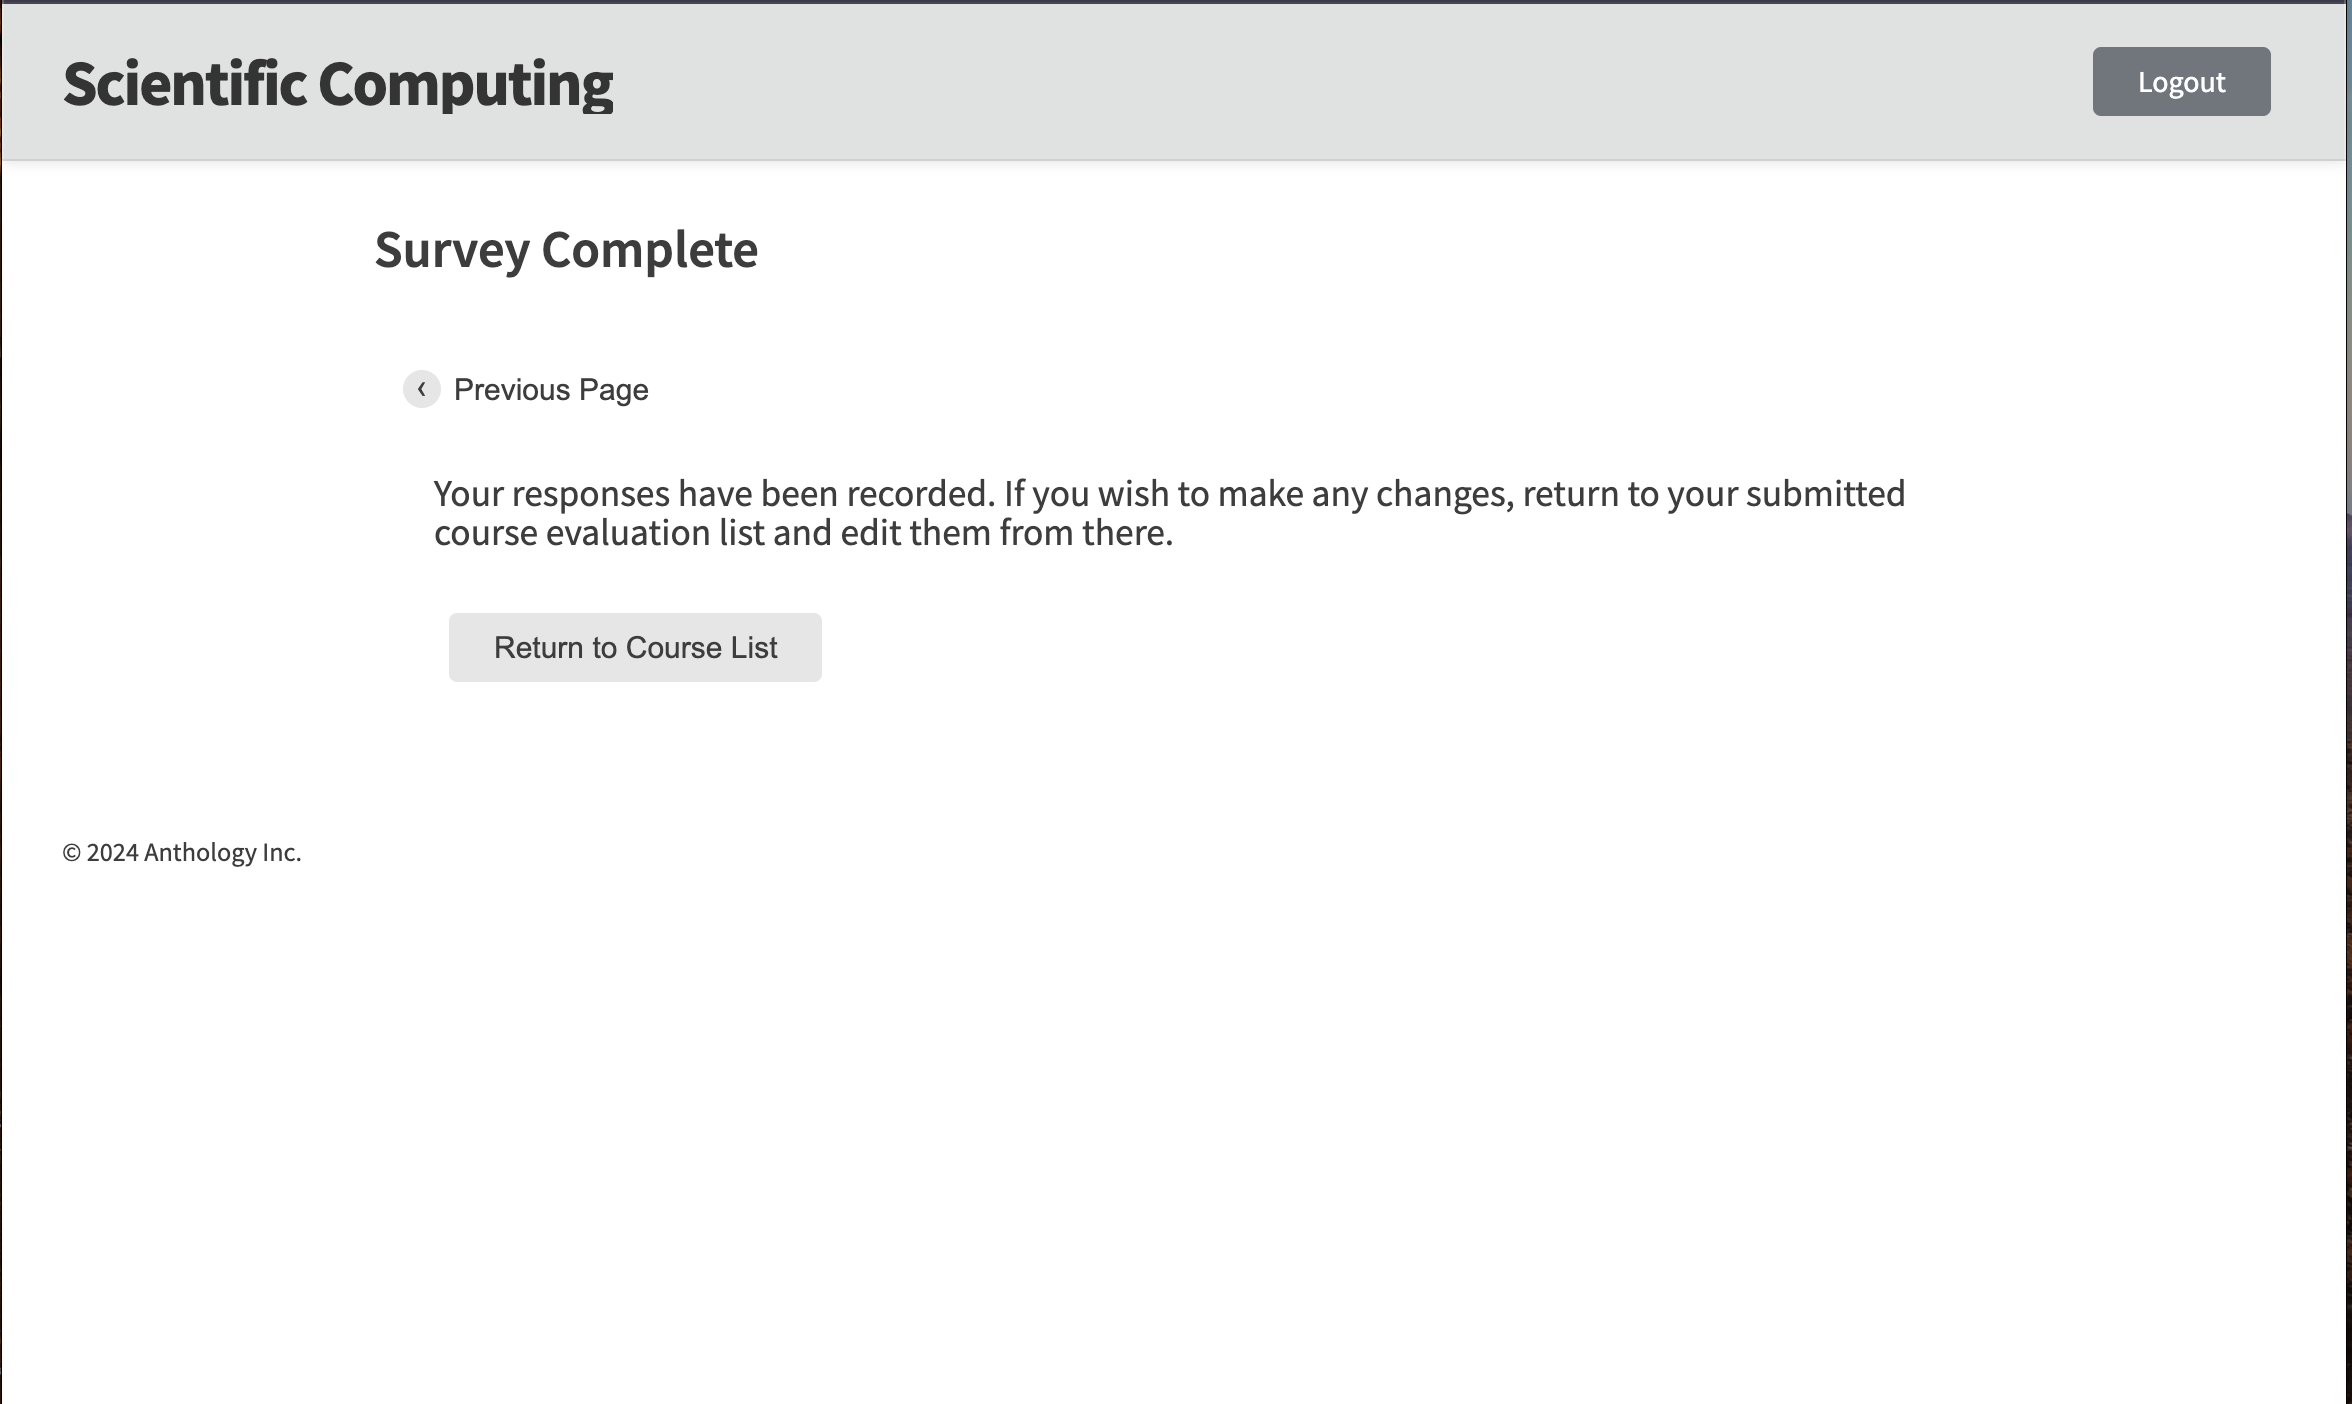 Scientific Computing
Logout
Survey Complete
‹ Previous Page
Your responses have been recorded. If you wish to make any changes, return to your submitted
course evaluation list and edit them from there.
Return to Course List
© 2024 Anthology Inc.